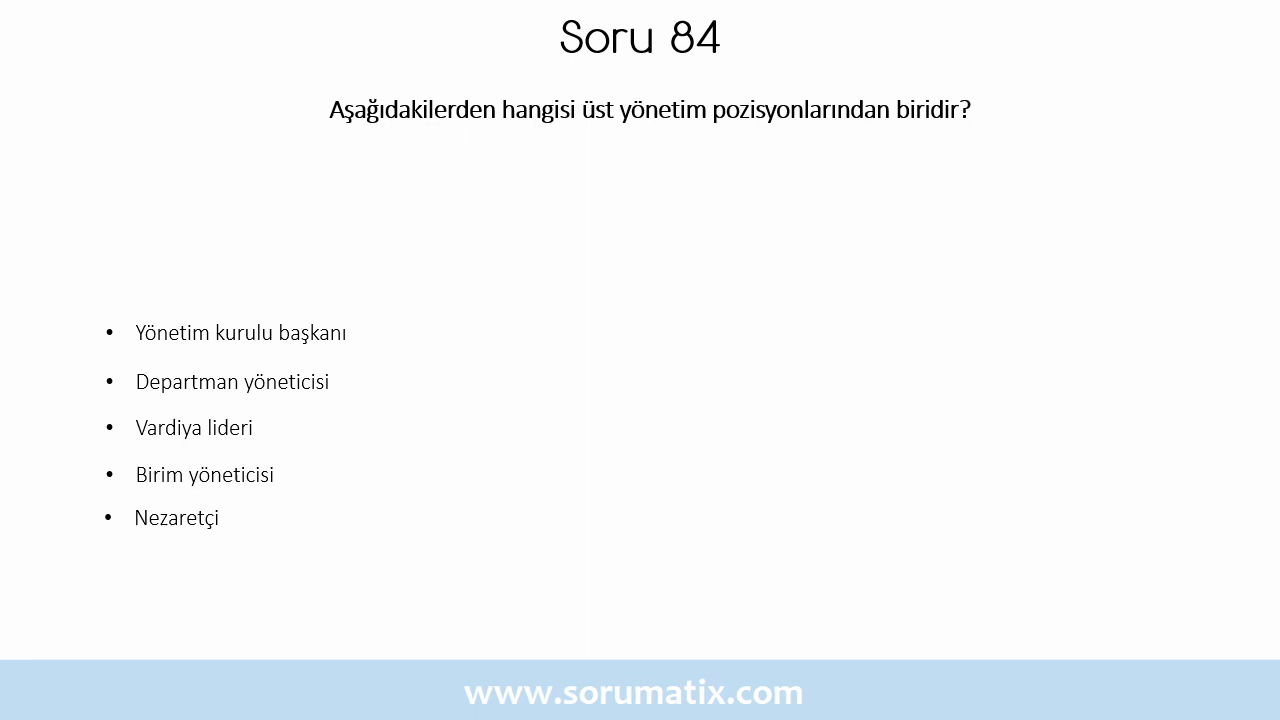 Soru 84
Aşağıdakilerden hangisi üst yönetim pozisyonlarından biridir?
• Yönetim kurulu başkanı
• Departman yöneticisi
• Vardiya lideri
• Birim yöneticisi
• Nezaretçi
www.sorumatix.com